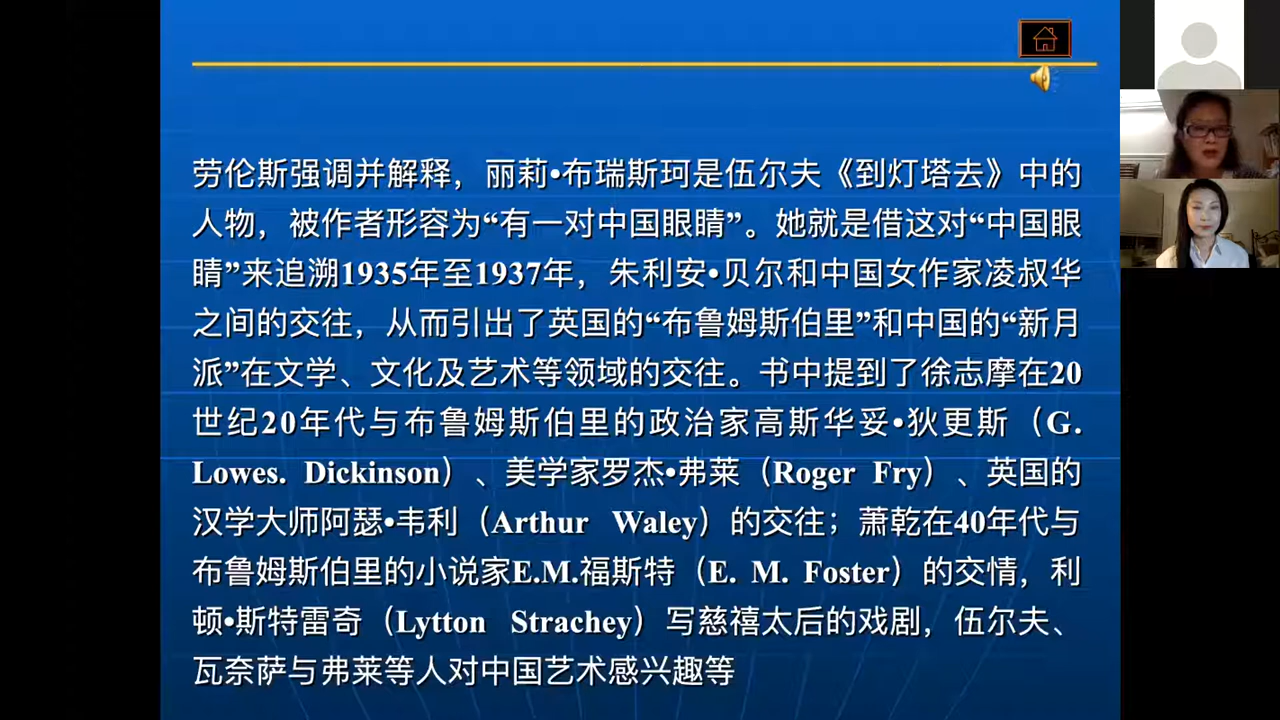 劳伦斯强调并解释，丽莉•布瑞斯珂是伍尔夫《到灯塔去》中的
人物，被作者形容为“有一对中国眼睛”。她就是借这对“中国眼
睛”来追溯1935年至1937年，朱利安•贝尔和中国女作家凌叔华
之间的交往，从而引出了英国的“布鲁姆斯伯里”和中国的“新月
派”在文学、文化及艺术等领域的交往。书中提到了徐志摩在20
世纪20年代与布鲁姆斯伯里的政治家高斯华妥•狄更斯（G.
Lowes. Dickinson）、美学家罗杰•弗莱（Roger Fry）、英国的
汉学大师阿瑟•韦利（Arthur Waley）的交往；萧乾在40年代与
布鲁姆斯伯里的小说家E.M.福斯特（E. M. Foster）的交情，利
顿•斯特雷奇（Lytton Strachey）写慈禧太后的戏剧，伍尔夫、
瓦奈萨与弗莱等人对中国艺术感兴趣等